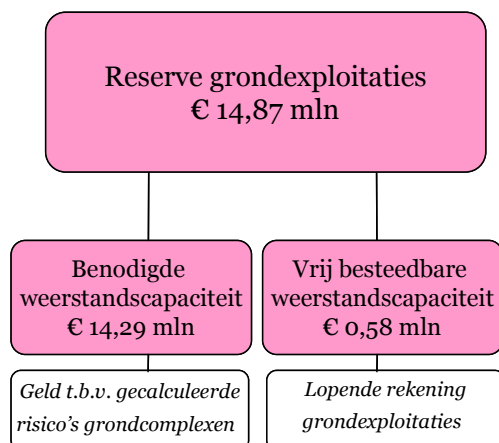 Reserve grondexploitaties
€ 14,87 mln
Benodigde
weerstandscapaciteit
€ 14,29 mln
Vrij besteedbare
weerstandscapaciteit
€ 0,58 mln
Geld t.b.v. gecalculeerde
risico's grondcomplexen
Lopende rekening
grondexploitaties